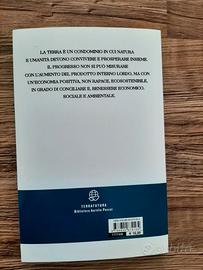 LA TERRA È UN CONDOMINIO IN CUI NATURA
E UMANITÀ DEVONO CONVIVERE E PROSPERARE INSIEME.
IL PROGRESSO NON SI PUÒ MISURARE
CON L'AUMENTO DEL PRODOTTO INTERNO LORDO, MA CON
UN'ECONOMIA POSITIVA, NON RAPACE, ECOSOSTENIBILE,
IN GRADO DI CONCILIARE IL BENESSERE ECONOMICO,
SOCIALE E AMBIENTALE.
TERRAFUTURA
Biblioteca Aurelio Peccei